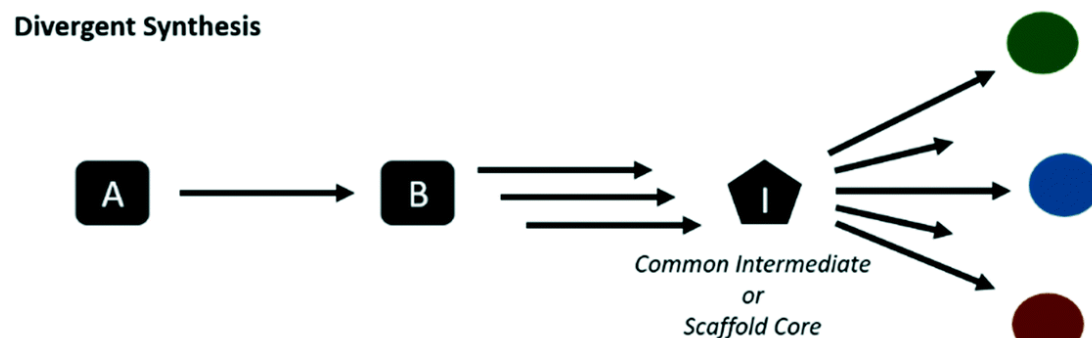 Divergent Synthesis
A
B
I
Common Intermediate
or
Scaffold Core